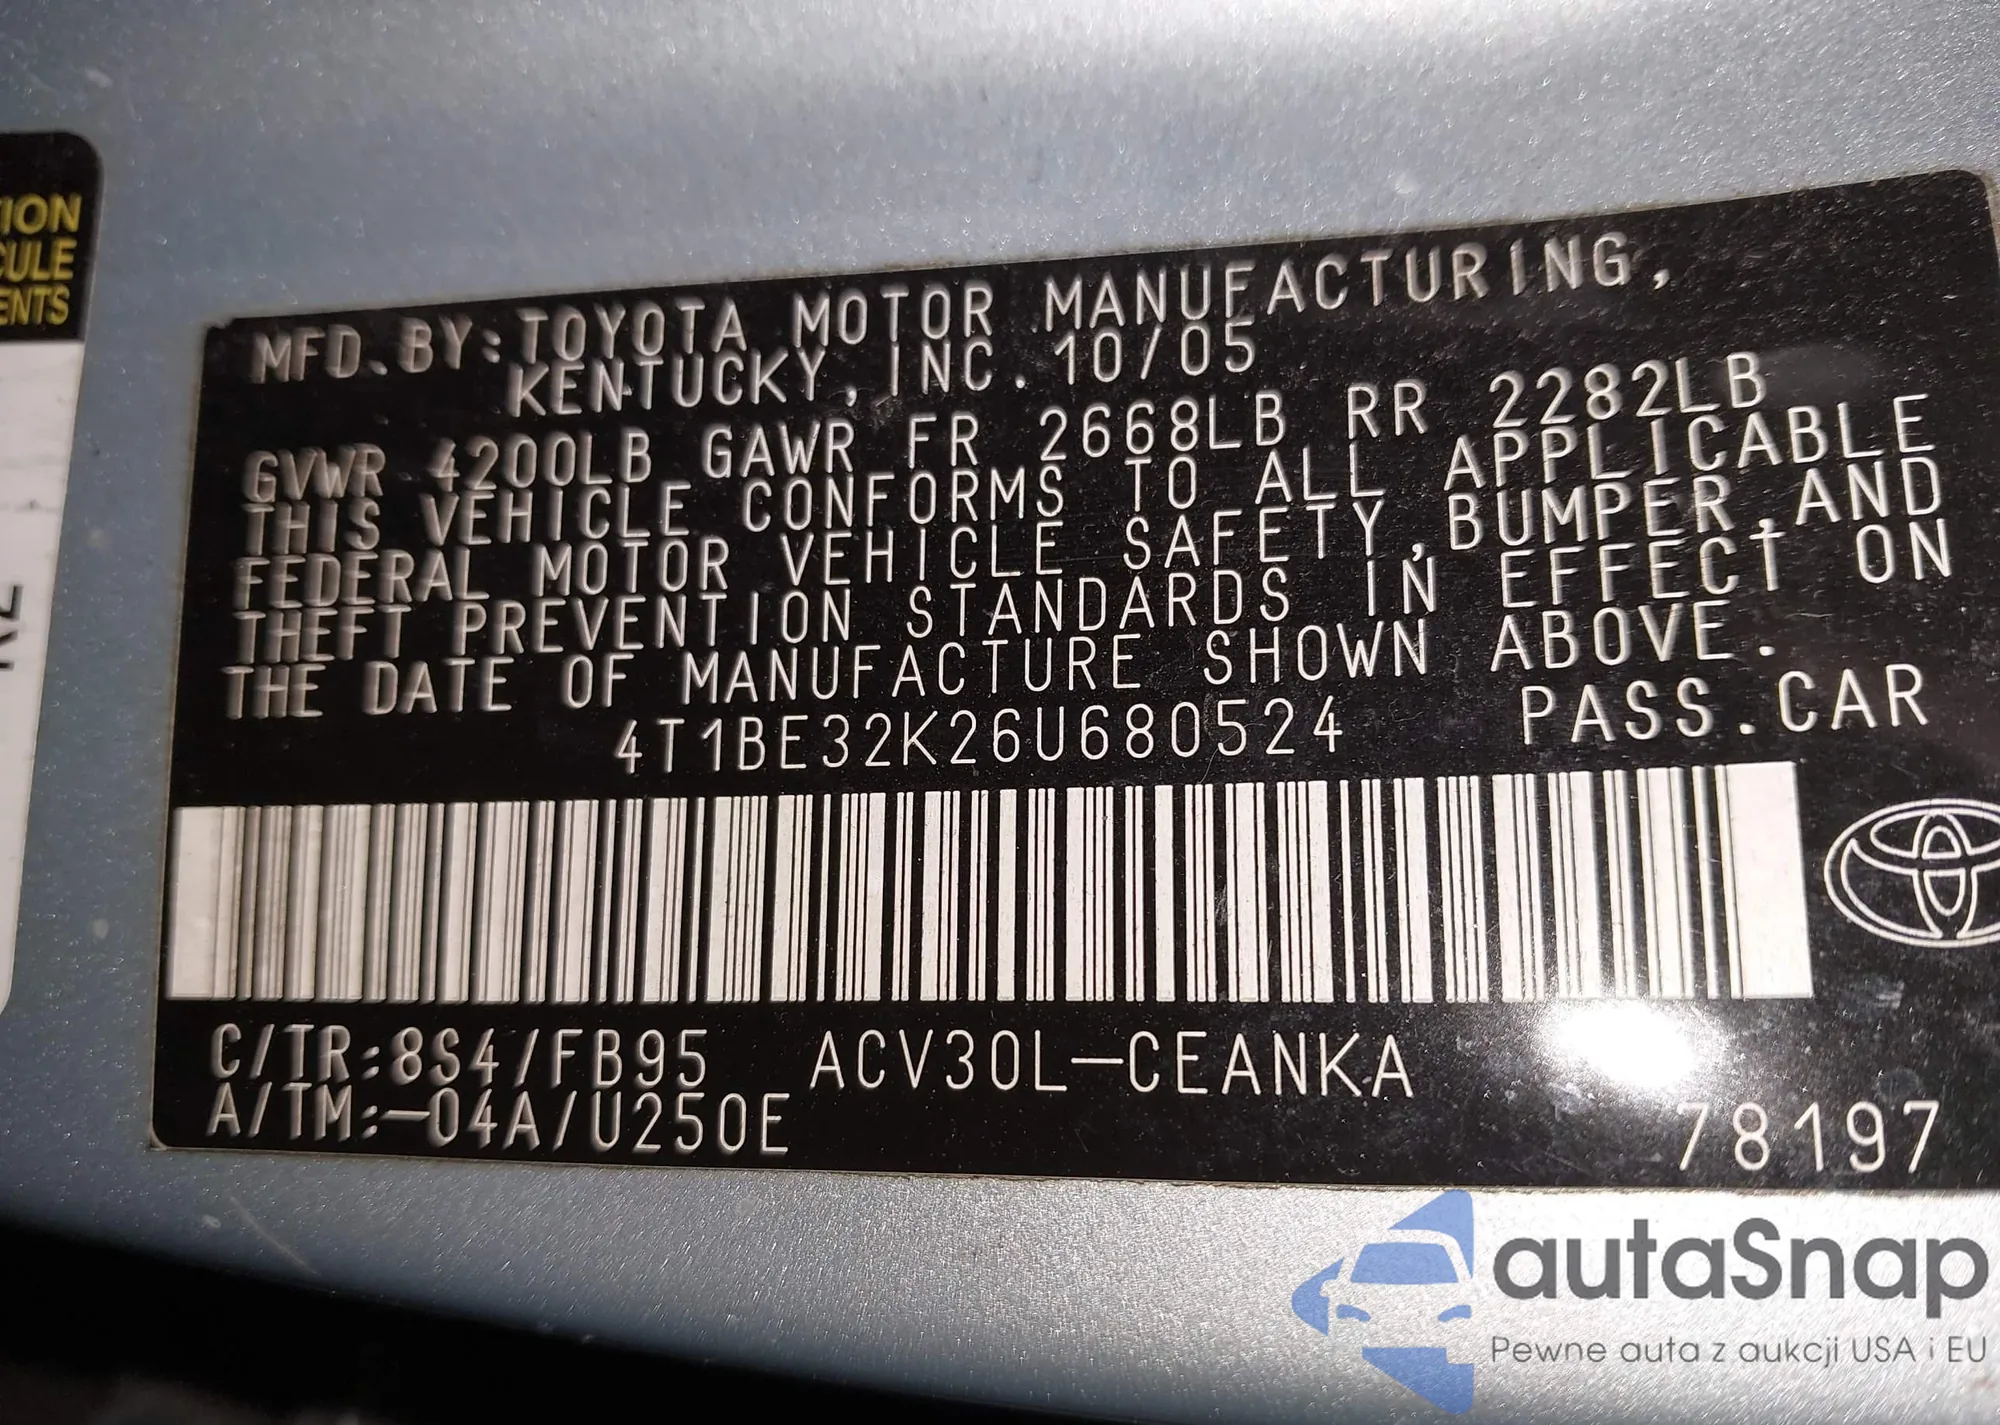 TION
CULE
ENTS
MFD. BY: TOYOTA MOTOR MANUFACTURING,
KENTUCKY, INC. 10/05
GVWR 4200LB GAWR FR 2668LB RR 2282LB
THIS VEHICLE CONFORMS TO ALL APPLICABLE
FEDERAL MOTOR VEHICLE SAFETY, BUMPER, AND
THEFT PREVENTION STANDARDS IN EFFECT ON
THE DATE OF MANUFACTURE SHOWN ABOVE.
4T1BE32K26U680524 PASS. CAR
C/TR:8S4/FB95 ACV30L-CEANKA
A/TM:-04A/U250E
78197
autaSnap
Pewne auta z aukcji USA i EU